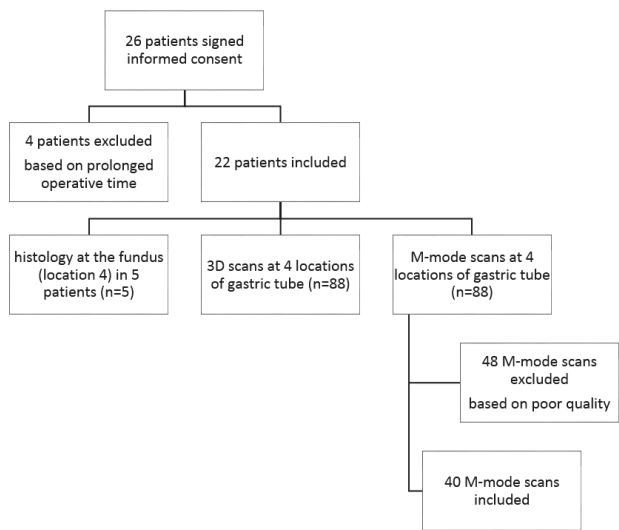 26 patients signed
informed consent
4 patients excluded
based on prolonged
operative time
22 patients included
histology at the fundus
(location 4) in 5
patients (n=5)
3D scans at 4 locations
of gastric tube (n=88)
M-mode scans at 4
locations of gastric tube
(n=88)
48 M-mode scans
excluded
based on poor quality
40 M-mode scans
included